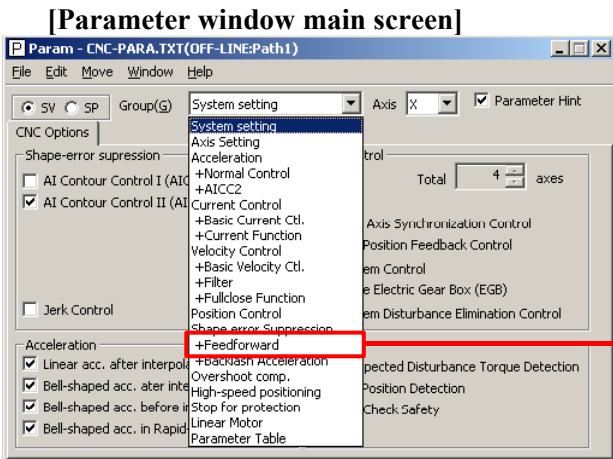 [Parameter window main screen]
Param - CNC-PARA.TXT(OFF-LINE:Path1)
File Edit Move Window Help
SV SP Group(G) System setting Axis X Parameter Hint
CNC Options
System setting
Axis Setting
Acceleration
+Normal Control
+AICC2
Current Control
+Basic Current Ctl.
+Current Function
Velocity Control
+Basic Velocity Ctl.
+Filter
+Fullclose Function
Position Control
Shape error Suppression
+Feedforward
+Backlash Acceleration
Overshoot comp.
High-speed positioning
Stop for protection
Linear Motor
Parameter Table
Shape-error supression
AI Contour Control I (AIC
AI Contour Control II (AI
Jerk Control
trol
Total 4 axes
Axis Synchronization Control
Position Feedback Control
em Control
e Electric Gear Box (EGB)
em Disturbance Elimination Control
Acceleration
Linear acc. after interpola
Bell-shaped acc. ater inte
Bell-shaped acc. before i
Bell-shaped acc. in Rapid-
pected Disturbance Torque Detection
Position Detection
Check Safety